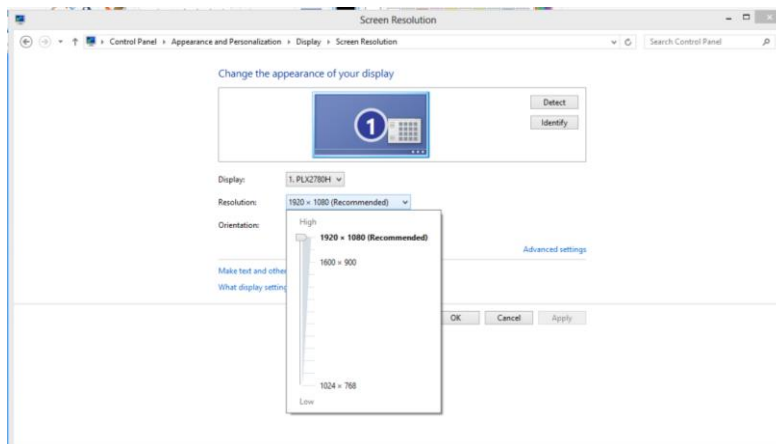 Screen Resolution
Control Panel › Appearance and Personalization › Display › Screen Resolution
Search Control Panel
Change the appearance of your display
1
Detect
Identify
Display:
1. PLX2780H
Resolution:
1920 × 1080 (Recommended)
Orientation:
High
1920 × 1080 (Recommended)
1600 × 900
1024 × 768
Low
Advanced settings
Make text and other
What display setting
OK
Cancel
Apply